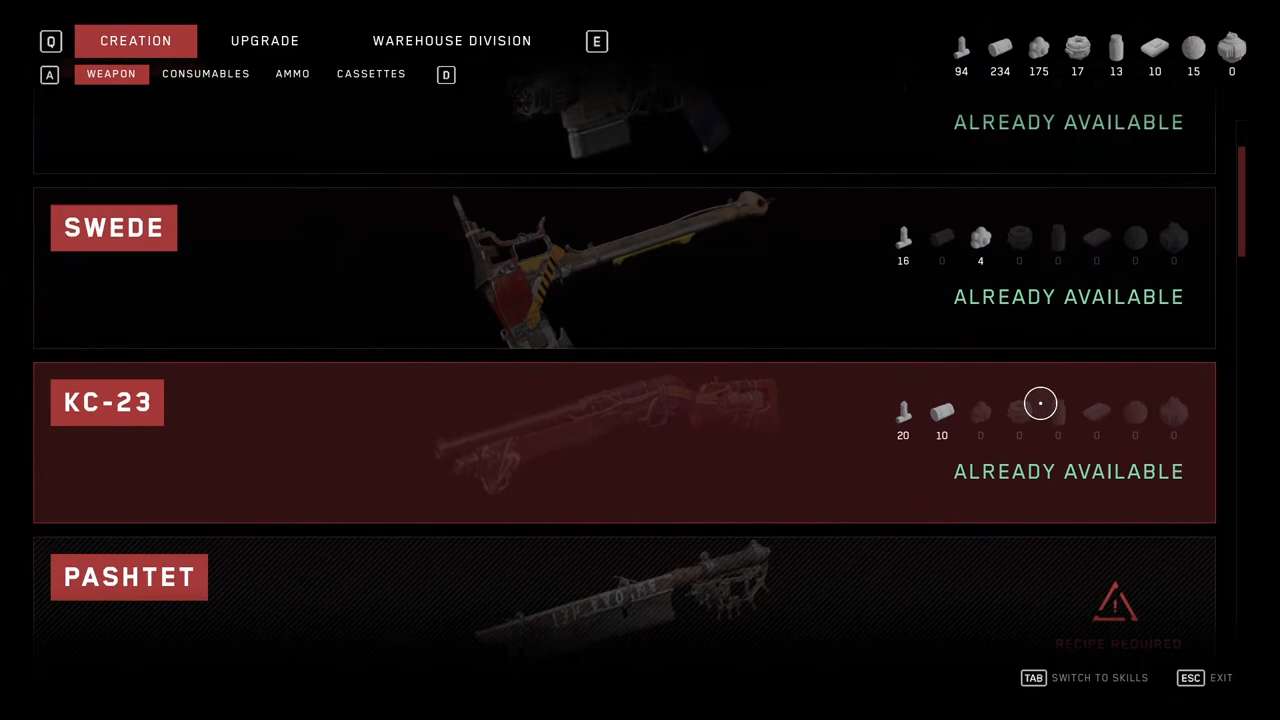 Q CREATION UPGRADE WAREHOUSE DIVISION E
A WEAPON CONSUMABLES AMMO CASSETTES D
94 234 175 17 13 10 15 0
ALREADY AVAILABLE
SWEDE
16 0 4 0 0 0 0 0
ALREADY AVAILABLE
KC-23
20 10 0 0 0 0 0 0
ALREADY AVAILABLE
PASHTET
RECIPE REQUIRED
TAB SWITCH TO SKILLS ESC EXIT